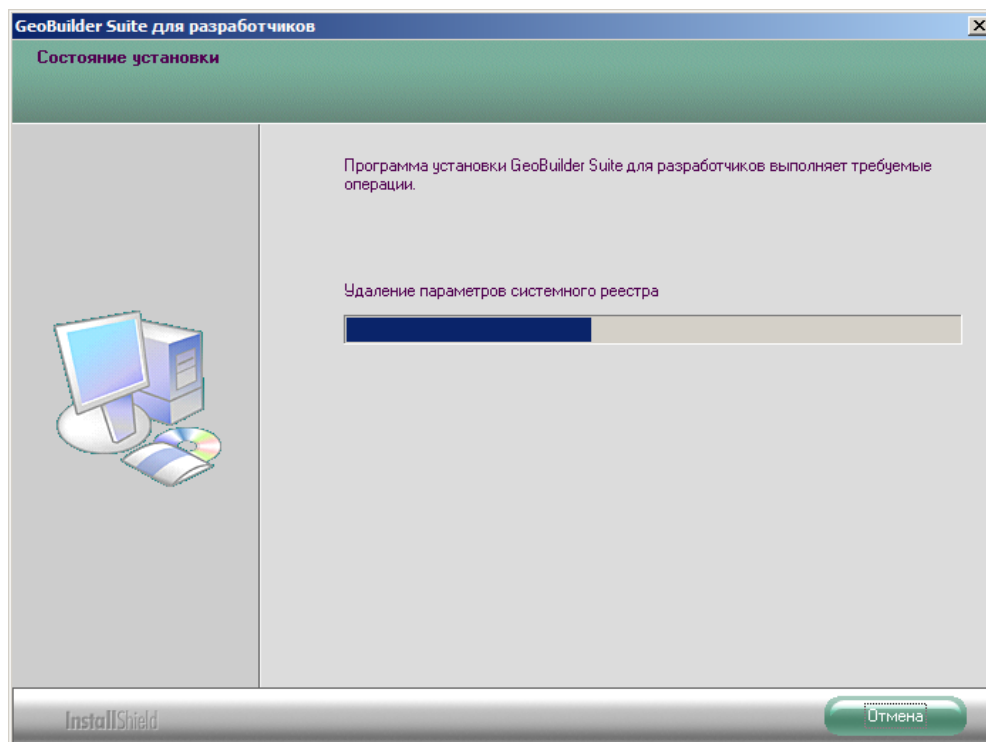 GeoBuilder Suite для разработчиков
Состояние установки
Программа установки GeoBuilder Suite для разработчиков выполняет требуемые
операции.
Удаление параметров системного реестра
InstallShield
Отмена